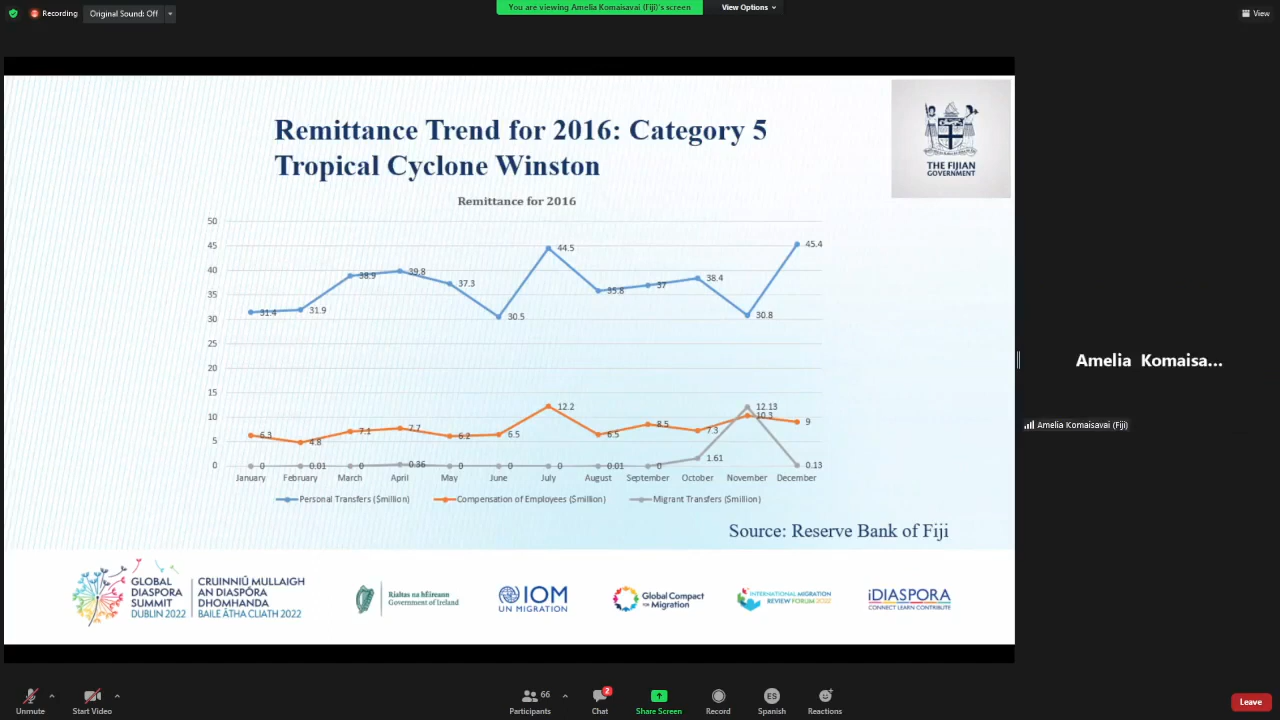 Recording
Original Sound: Off
You are viewing Amelia Komaisavai (Fiji)'s screen
View Options
View
Remittance Trend for 2016: Category 5
Tropical Cyclone Winston
THE FIJIAN
GOVERNMENT
Remittance for 2016
50
45
40
35
30
25
20
15
10
5
0
31.4
31.9
38.9
39.8
37.3
30.5
44.5
35.8
37
38.4
30.8
45.4
6.3
4.8
7.1
7.7
6.2
6.5
12.2
6.5
8.5
7.3
10.3
9
0
0.01
0
0.36
0
0
0
0.01
0
1.61
12.13
0.13
January
February
March
April
May
June
July
August
September
October
November
December
Personal Transfers ($million)
Compensation of Employees ($million)
Migrant Transfers ($million)
Source: Reserve Bank of Fiji
GLOBAL
DIASPORA
SUMMIT
DUBLIN 2022
CRUINNIÚ MULLAIGH
AN DIASPÓRA
DHOMHANDA
BAILE ÁTHA CLIATH 2022
Rialtas na hÉireann
Government of Ireland
IOM
UN MIGRATION
Global Compact
for Migration
INTERNATIONAL MIGRATION
REVIEW FORUM 2022
iDIASPORA
CONNECT LEARN CONTRIBUTE
Amelia Komaisa...
Amelia Komaisavai (Fiji)
Unmute
Start Video
66
Participants
2
Chat
Share Screen
Record
ES
Spanish
Reactions
Leave